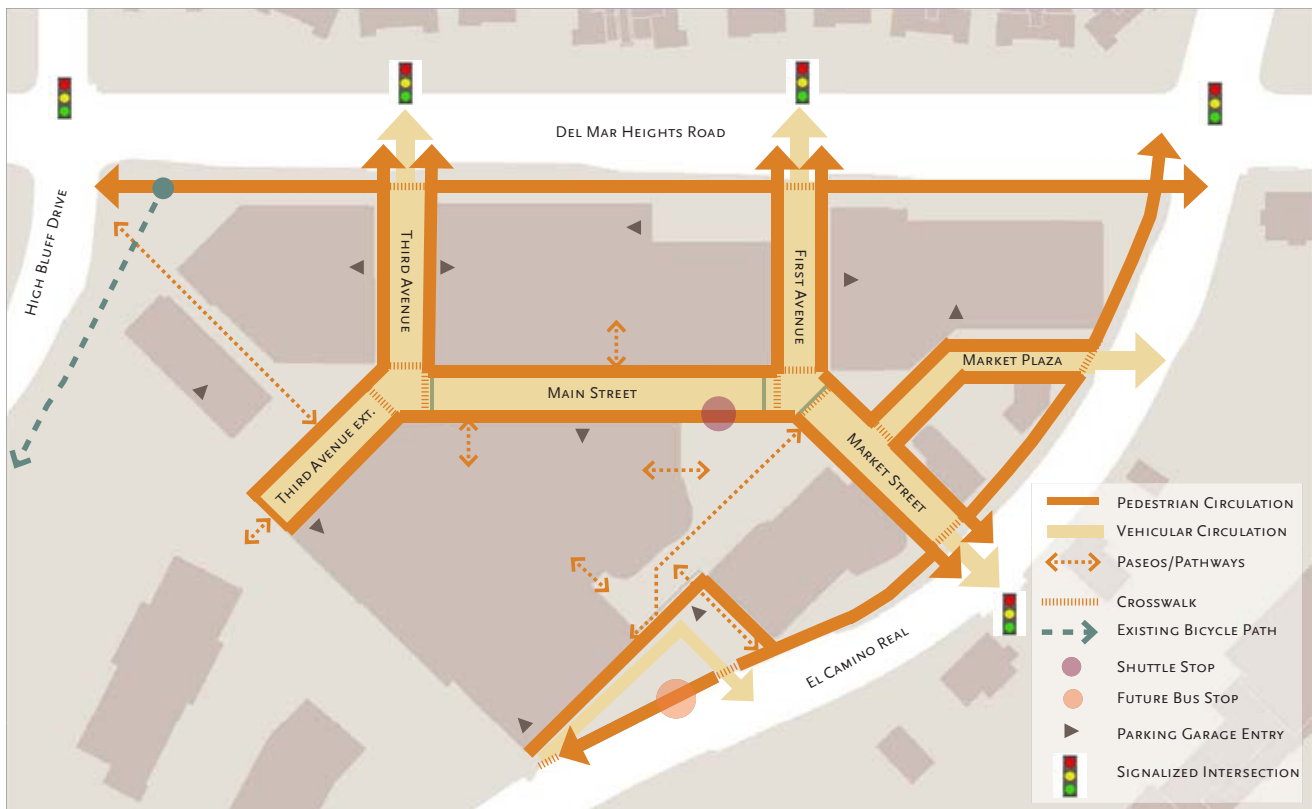 Del Mar Heights Road
High Bluff Drive
Third Avenue
First Avenue
Market Plaza
Main Street
Third Avenue ext.
Market Street
El Camino Real
Pedestrian Circulation
Vehicular Circulation
Paseos/Pathways
Crosswalk
Existing Bicycle Path
Shuttle Stop
Future Bus Stop
Parking Garage Entry
Signalized Intersection